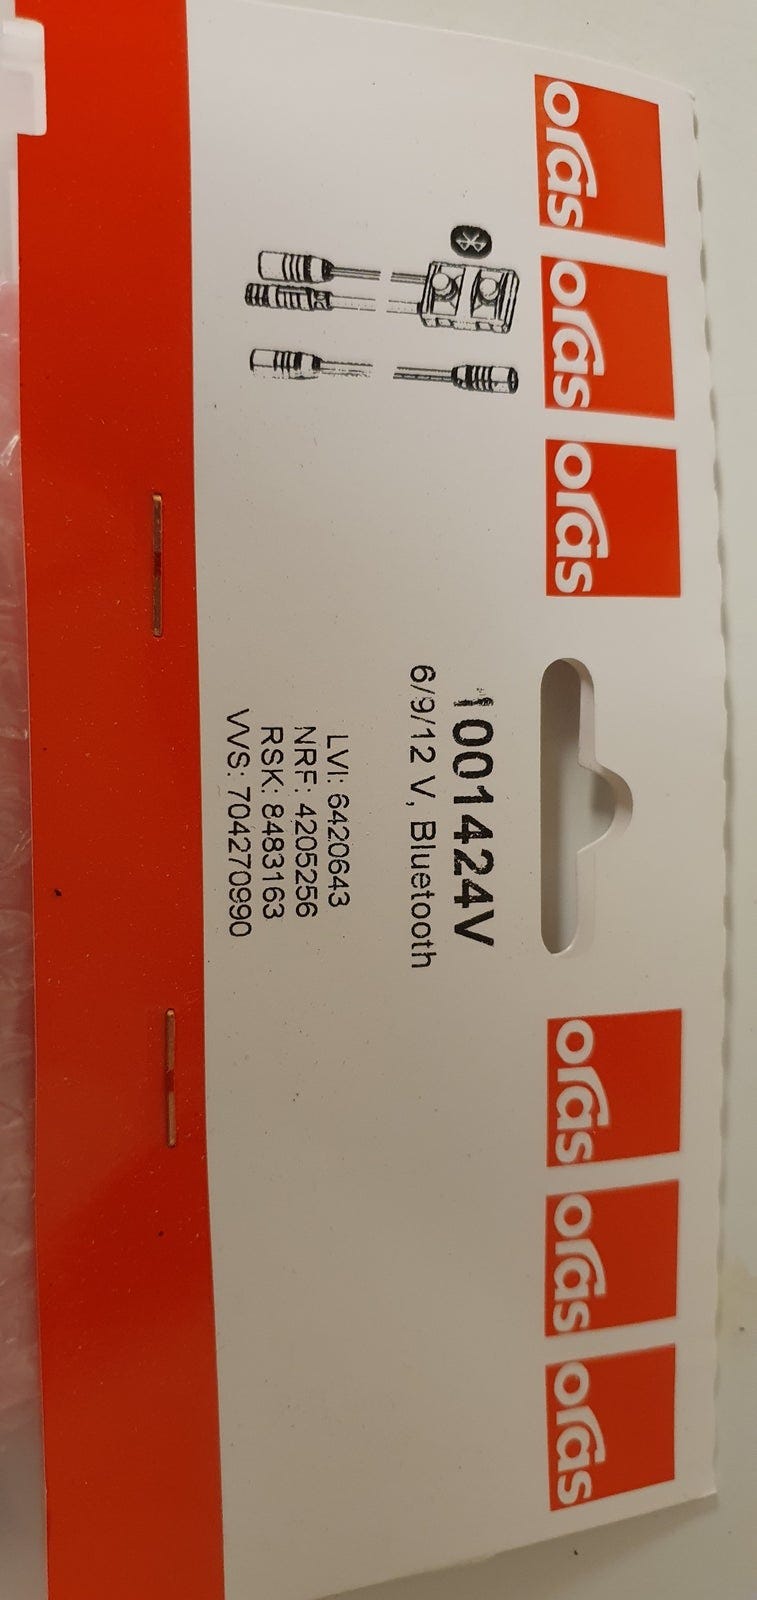 oras oras oras
oras oras oras
1001424V
6/9/12 V, Bluetooth
LVI: 6420643
NRF: 4205256
RSK: 8483163
VVS: 704270990